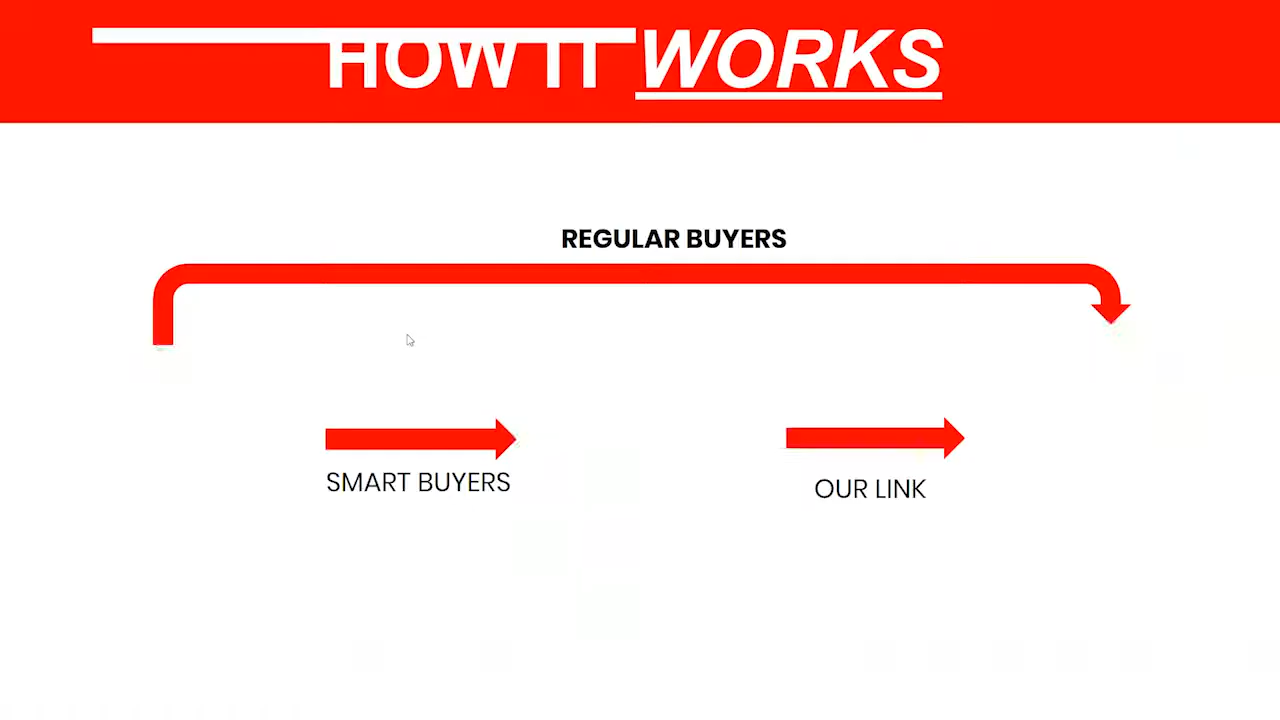 HOW IT WORKS
REGULAR BUYERS
SMART BUYERS
OUR LINK